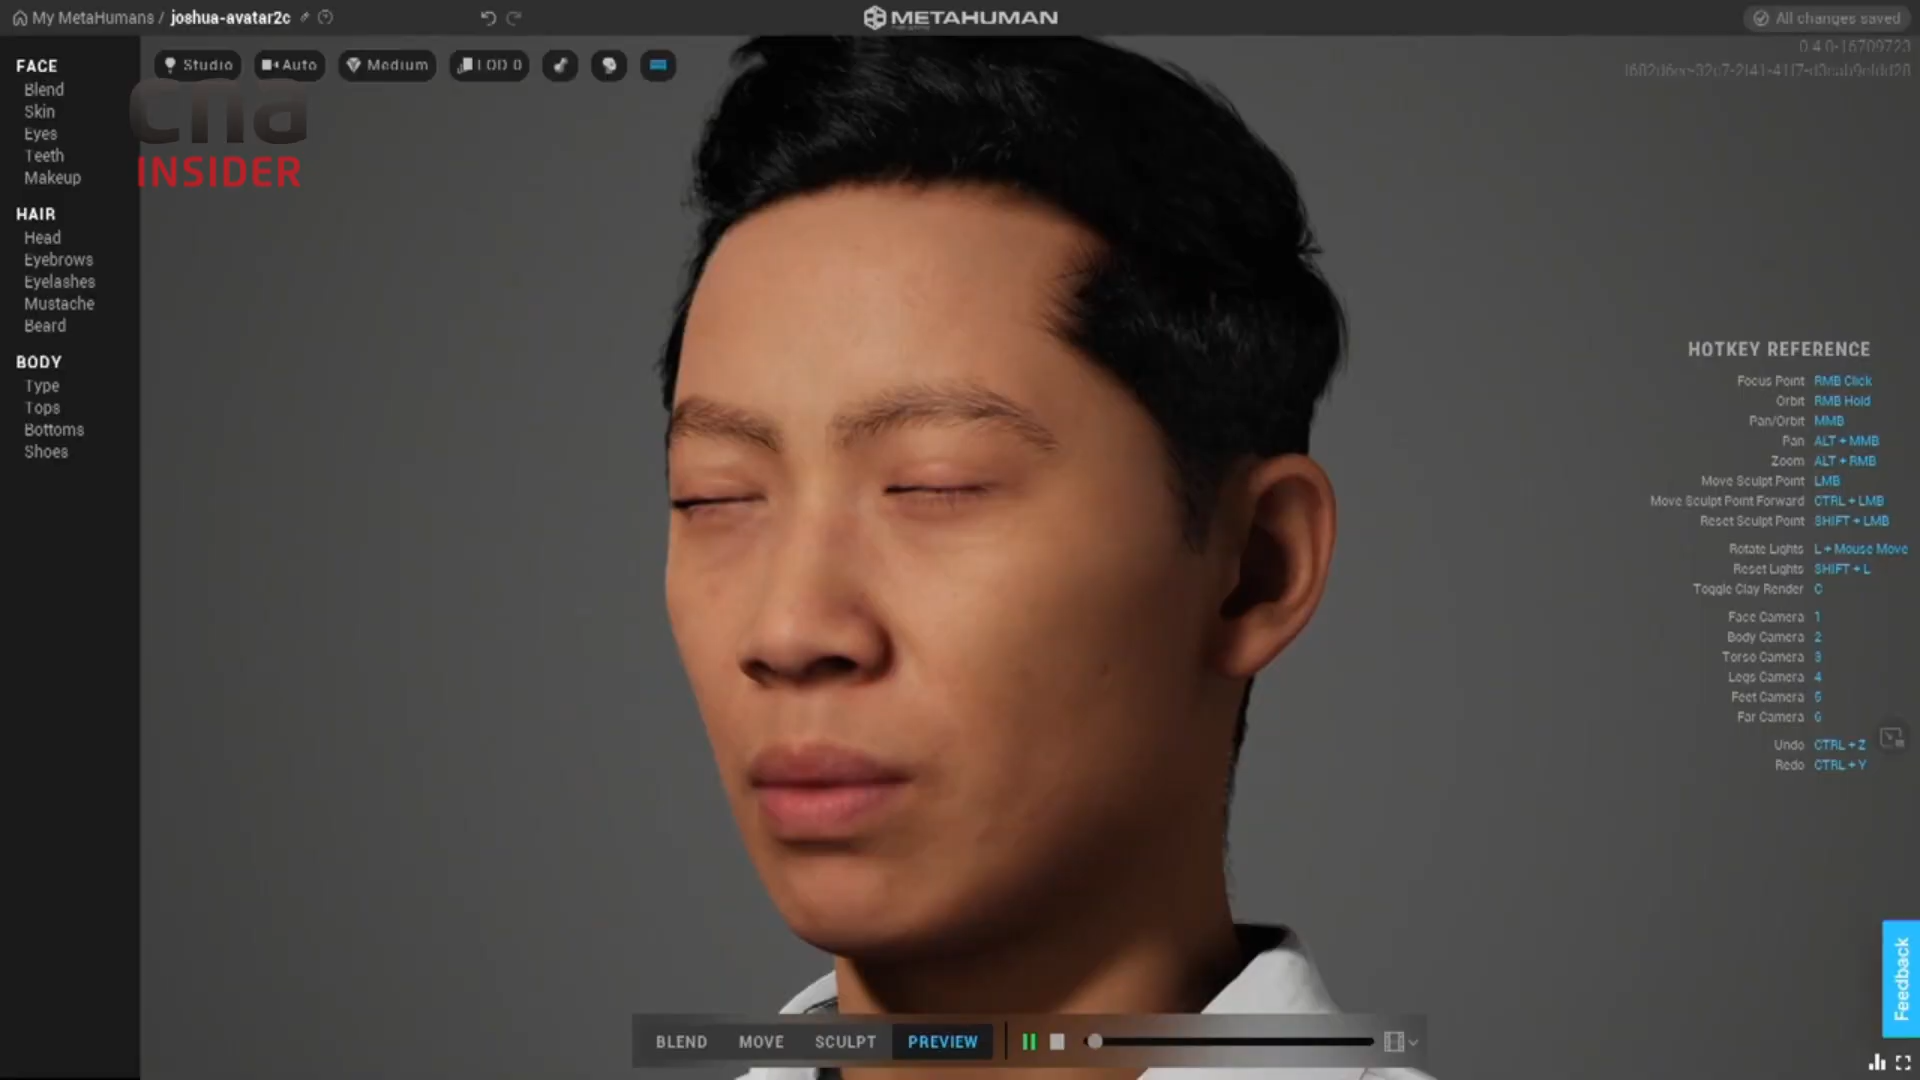 My MetaHumans / joshua-avatar2c
METAHUMAN
All changes saved
0.4.0-16709723
Studio
Auto
Medium
LOD 0
cna
INSIDER
FACE
Blend
Skin
Eyes
Teeth
Makeup
HAIR
Head
Eyebrows
Eyelashes
Mustache
Beard
BODY
Type
Tops
Bottoms
Shoes
HOTKEY REFERENCE
Focus Point RMB Click
Orbit RMB Hold
Pan/Orbit MMB
Pan ALT + MMB
Zoom ALT + RMB
Move Sculpt Point LMB
Move Sculpt Point Forward CTRL + LMB
Reset Sculpt Point SHIFT + LMB
Rotate Lights L + Mouse Move
Reset Lights SHIFT + L
Toggle Clay Render C
Face Camera 1
Body Camera 2
Torso Camera 3
Legs Camera 4
Feet Camera 5
Far Camera 6
Undo CTRL + Z
Redo CTRL + Y
Feedback
BLEND
MOVE
SCULPT
PREVIEW